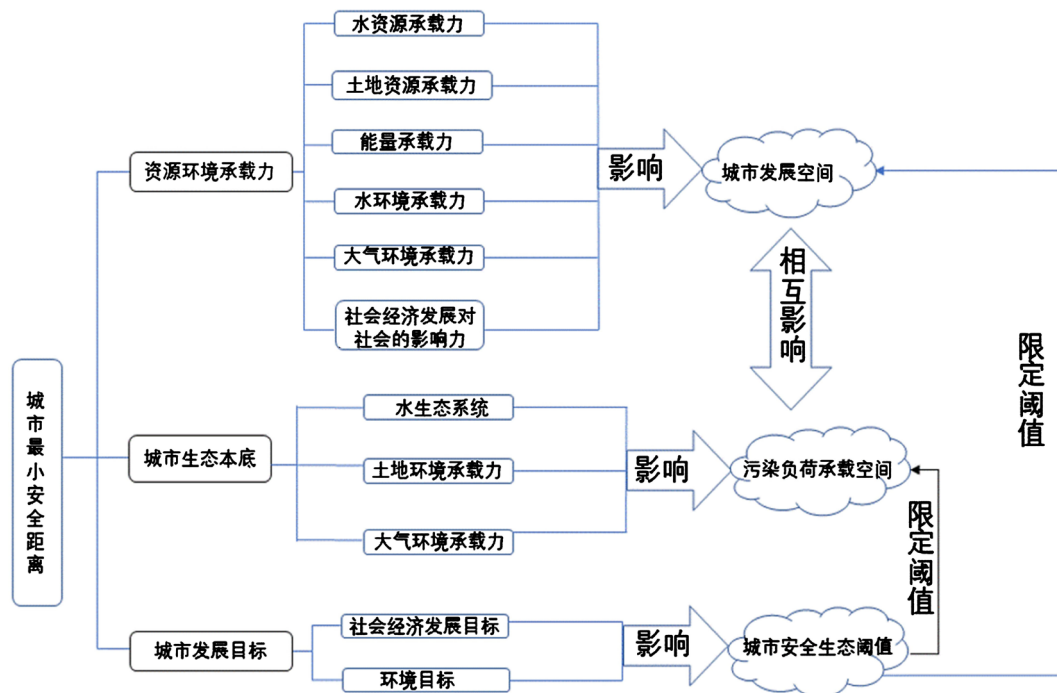 城市最小安全距离
资源环境承载力
水资源承载力
土地资源承载力
能量承载力
水环境承载力
大气环境承载力
社会经济发展对
社会的影响力
影响
城市发展空间
相互影响
城市生态本底
水生态系统
土地环境承载力
大气环境承载力
影响
污染负荷承载空间
城市发展目标
社会经济发展目标
环境目标
影响
城市安全生态阈值
限定阈值
限定阈值